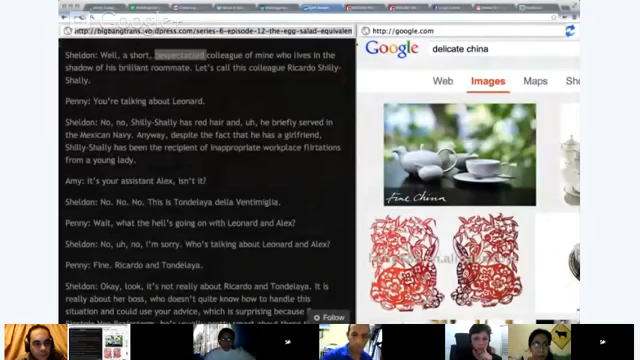 http://bigbangtrans.wordpress.com/series-6-episode-12-the-egg-salad-equivalen
http://google.com
Sheldon: Well, a short, bespectacled colleague of mine who lives in the
shadow of his brilliant roommate. Let's call this colleague Ricardo Shilly-
Shally.
Penny: You're talking about Leonard.
Sheldon: No, no, Shilly-Shally has red hair and, uh, he briefly served in
the Mexican Navy. Anyway, despite the fact that he has a girlfriend,
Shilly-Shally has been the recipient of inappropriate workplace flirtations
from a young lady.
Amy: It's your assistant Alex, isn't it?
Sheldon: No. No. No. This is Tondelaya della Ventimiglia.
Penny: Wait, what the hell's going on with Leonard and Alex?
Sheldon: No, uh, no, I'm sorry. Who's talking about Leonard and Alex?
Penny: Fine. Ricardo and Tondelaya.
Sheldon: Okay, look, it's not really about Ricardo and Tondelaya. It is
really about her boss, who doesn't quite know how to handle this
situation and could use your advice, which is surprising because
Follow
Google
delicate china
Web Images Maps Sho
Fine China